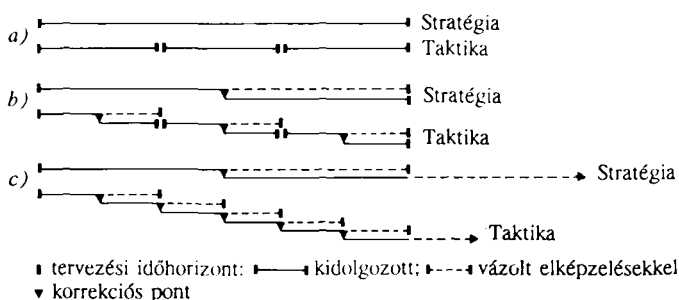 Stratégia
a)
Taktika
b)
Stratégia
Taktika
c)
Stratégia
Taktika
tervezési időhorizont: kidolgozott; vázolt elképzelésekkel
korrekciós pont